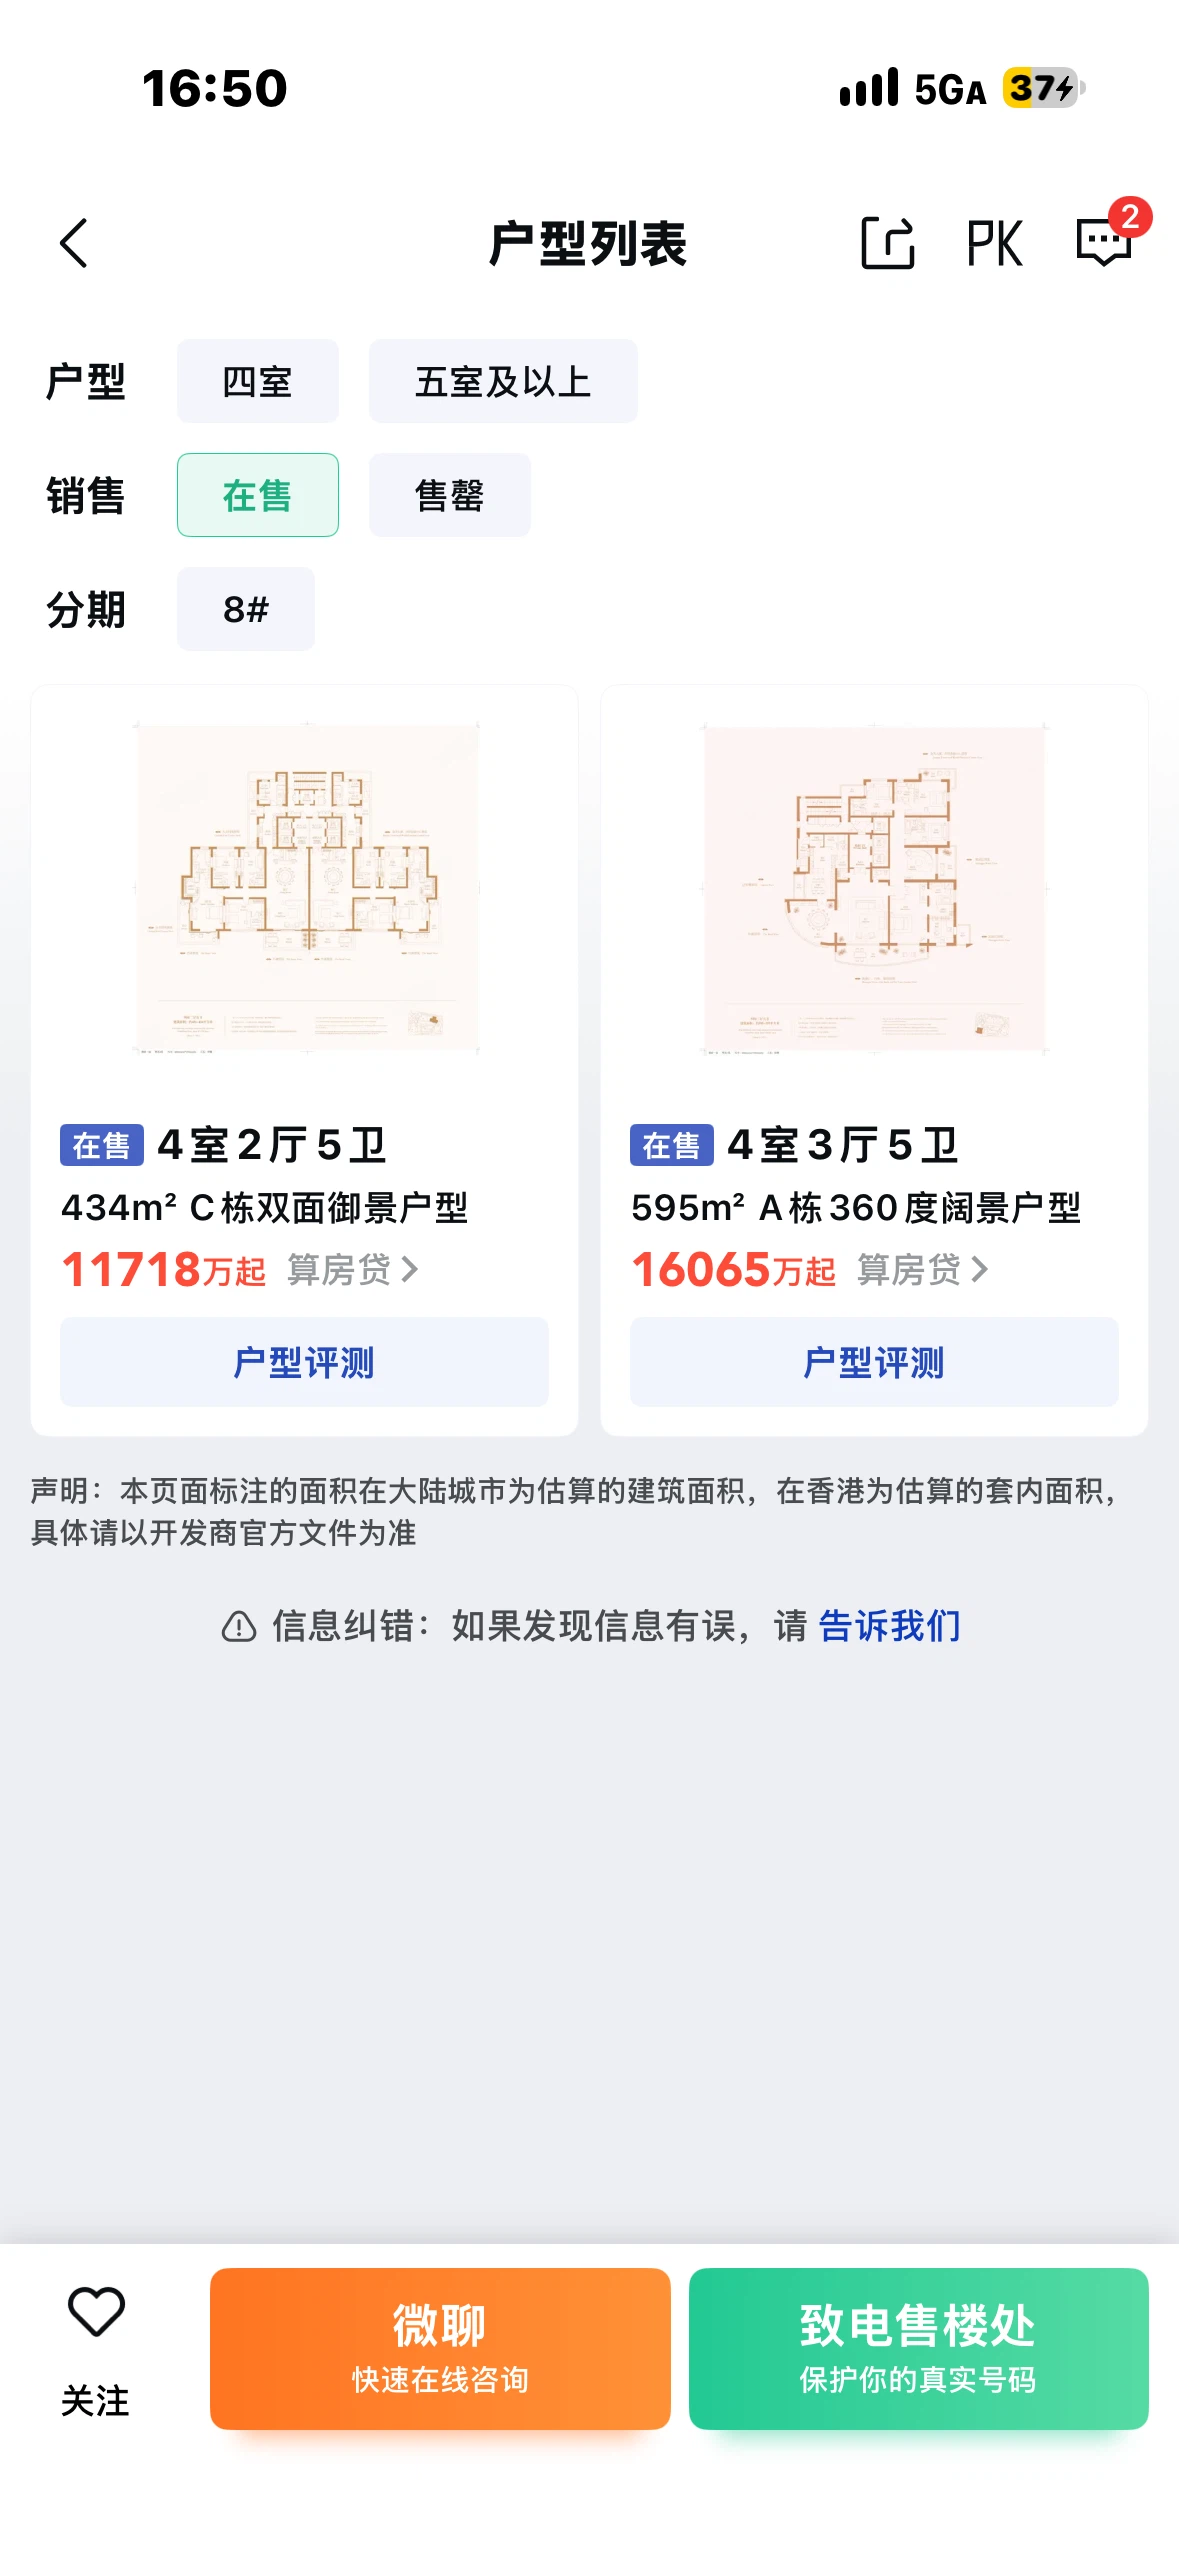 16:50
5GA 37
户型列表
PK
2
户型 四室 五室及以上
销售 在售 售罄
分期 8#
在售 4室2厅5卫
434m² C栋双面御景户型
11718万起 算房贷
户型评测
在售 4室3厅5卫
595m² A栋360度阔景户型
16065万起 算房贷
户型评测
声明：本页面标注的面积在大陆城市为估算的建筑面积，在香港为估算的套内面积，
具体请以开发商官方文件为准
信息纠错：如果发现信息有误，请 告诉我们
关注
微聊
快速在线咨询
致电售楼处
保护你的真实号码